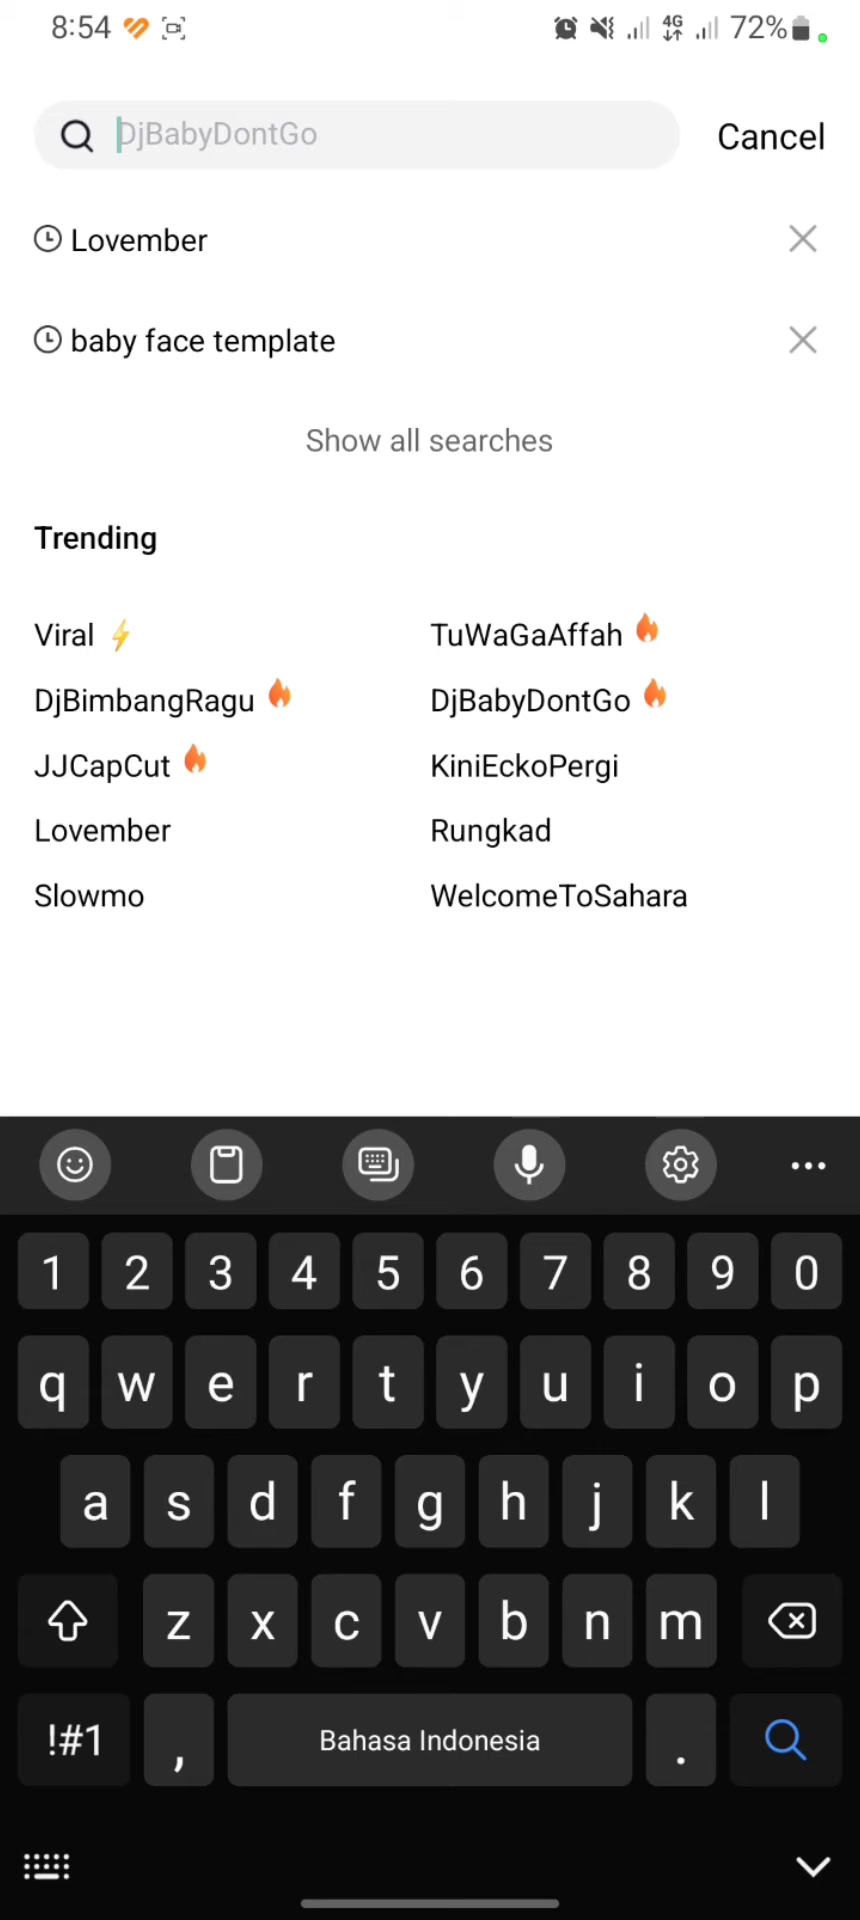 8:54 4G 72%
DjBabyDontGo Cancel
Lovember
baby face template
Show all searches
Trending
Viral TuWaGaAffah
DjBimbangRagu DjBabyDontGo
JJCapCut KiniEckoPergi
Lovember Rungkad
Slowmo WelcomeToSahara
1 2 3 4 5 6 7 8 9 0
q w e r t y u i o p
a s d f g h j k l
z x c v b n m
!#1 , Bahasa Indonesia .